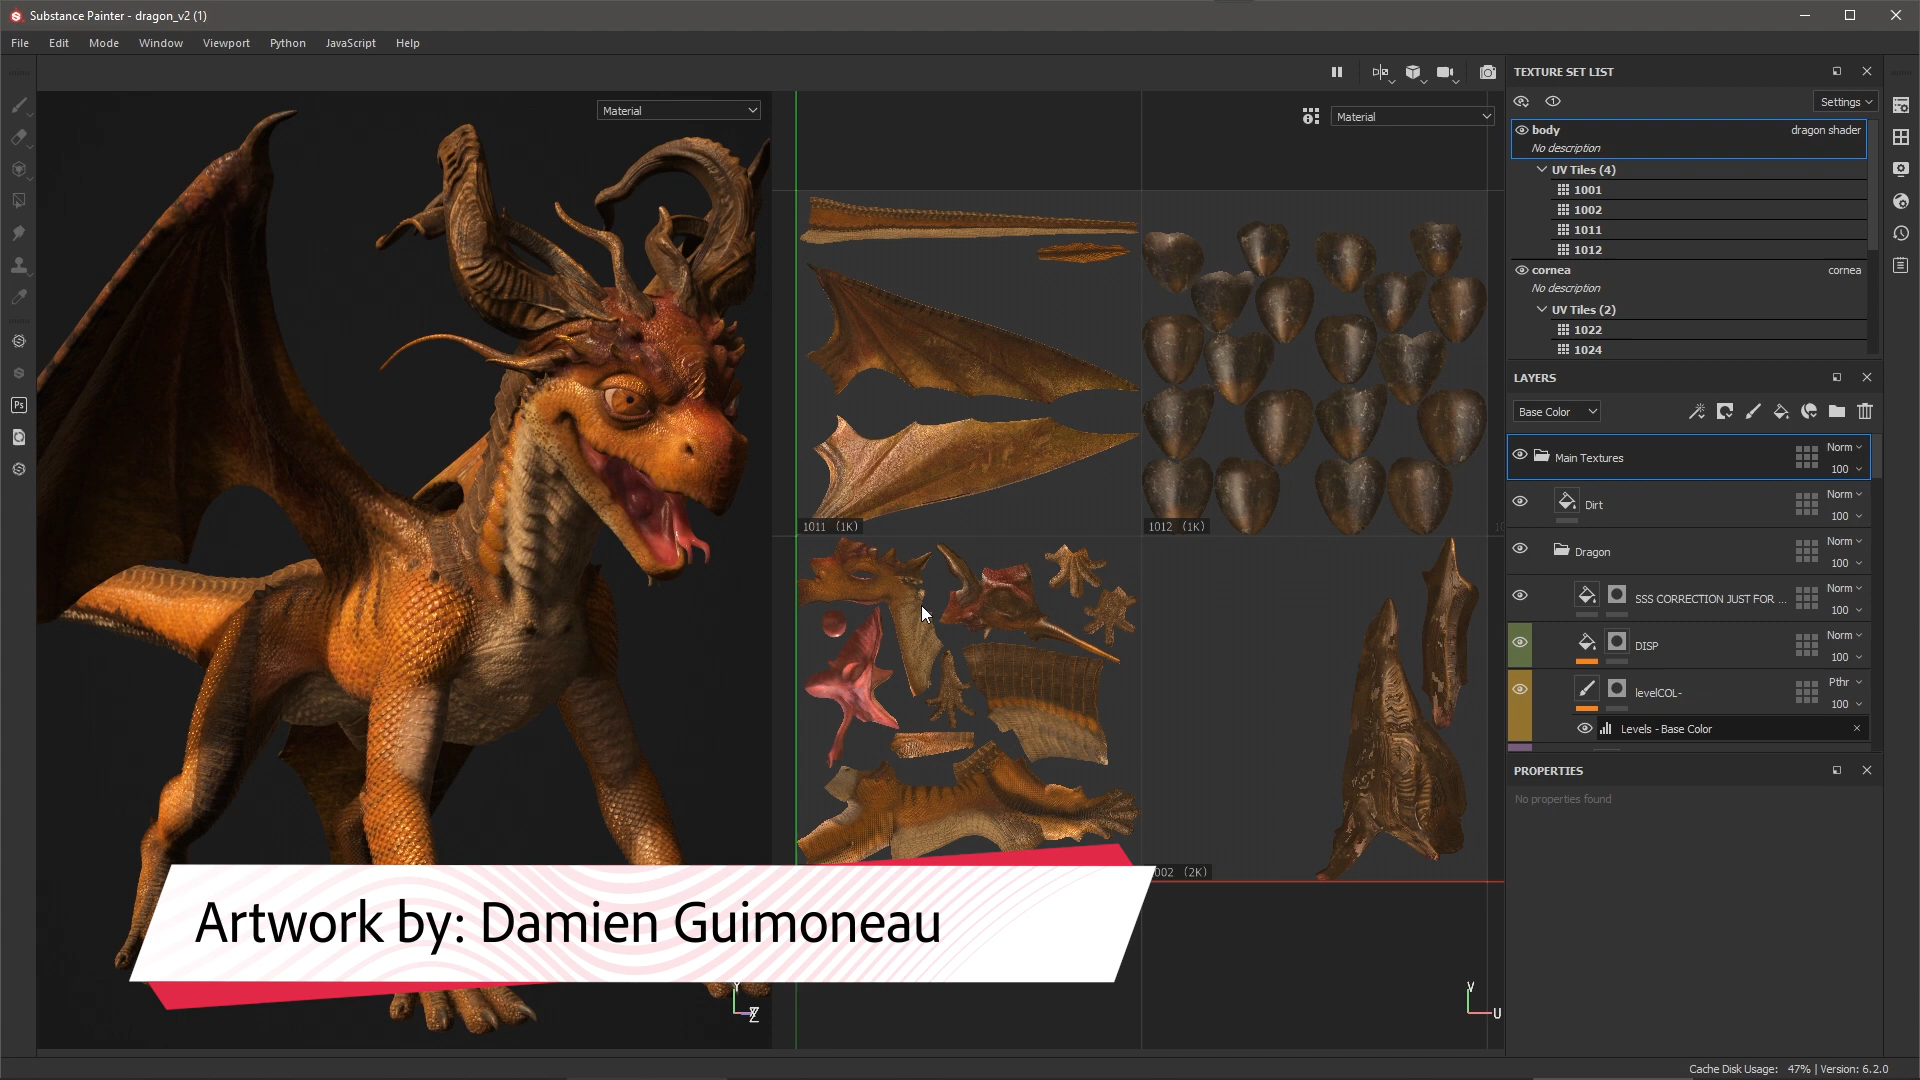 Substance Painter - dragon_v2 (1)
File Edit Mode Window Viewport Python JavaScript Help
Material
Material
1011 (1K)
1012 (1K)
002 (2K)
Artwork by: Damien Guimoneau
Y
Z
V
U
TEXTURE SET LIST
1
Settings
body dragon shader
No description
UV Tiles (4)
1001
1002
1011
1012
cornea cornea
No description
UV Tiles (2)
1022
1024
LAYERS
Base Color
Main Textures Norm
100
Dirt Norm
100
Dragon Norm
100
SSS CORRECTION JUST FOR ... Norm
100
DISP Norm
100
levelCOL- Pthr
100
Levels - Base Color
PROPERTIES
No properties found
Ps
Cache Disk Usage: 47% | Version: 6.2.0